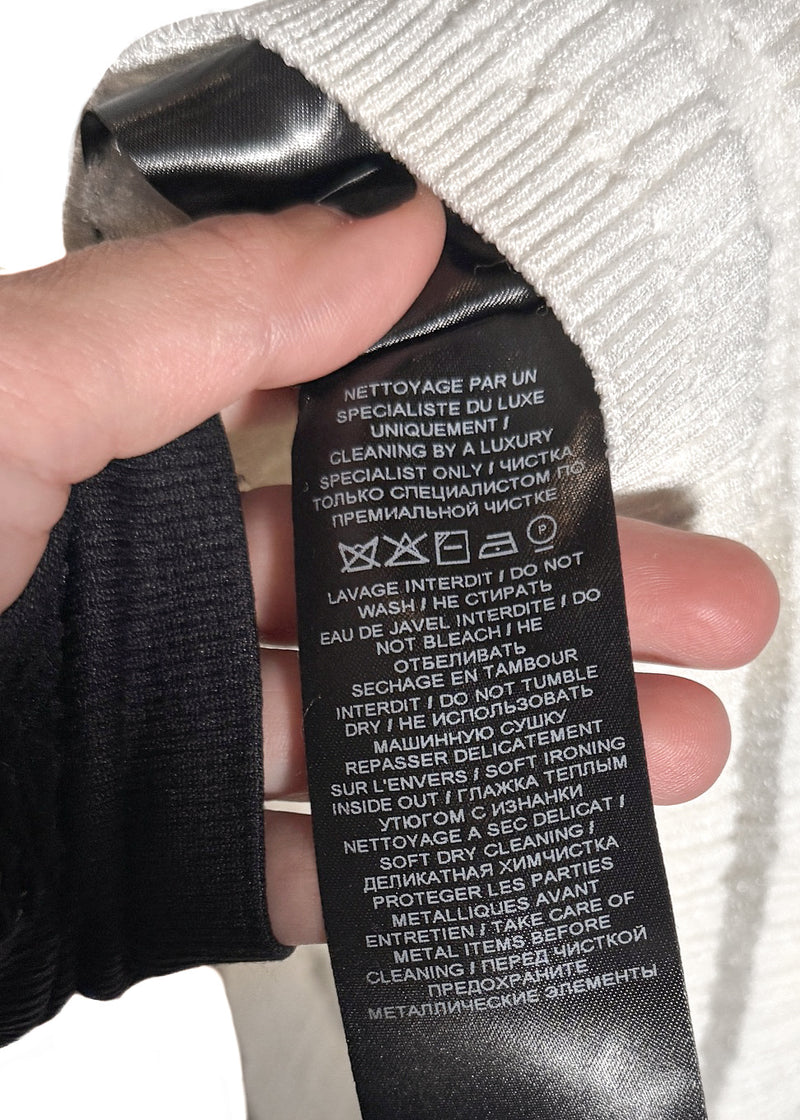 NETTOYAGE PAR UN
SPECIALISTE DU LUXE
UNIQUEMENT /
CLEANING BY A LUXURY
SPECIALIST ONLY / ЧИСТКА
ТОЛЬКО СПЕЦИАЛИСТОМ ПО
ПРЕМИАЛЬНОЙ ЧИСТКЕ
P
LAVAGE INTERDIT / DO NOT
WASH / НЕ СТИРАТЬ
EAU DE JAVEL INTERDITE / DO
NOT BLEACH / НЕ
ОТБЕЛИВАТЬ
SECHAGE EN TAMBOUR
INTERDIT / DO NOT TUMBLE
DRY / НЕ ИСПОЛЬЗОВАТЬ
МАШИННУЮ СУШКУ
REPASSER DELICATEMENT
SUR L'ENVERS / SOFT IRONING
INSIDE OUT / ГЛАЖКА ТЕПЛЫМ
УТЮГОМ С ИЗНАНКИ
NETTOYAGE A SEC DELICAT /
SOFT DRY CLEANING /
ДЕЛИКАТНАЯ ХИМЧИСТКА
PROTEGER LES PARTIES
METALLIQUES AVANT
ENTRETIEN / TAKE CARE OF
METAL ITEMS BEFORE
CLEANING / ПЕРЕД ЧИСТКОЙ
ПРЕДОХРАНИТЕ
МЕТАЛЛИЧЕСКИЕ ЭЛЕМЕНТЫ